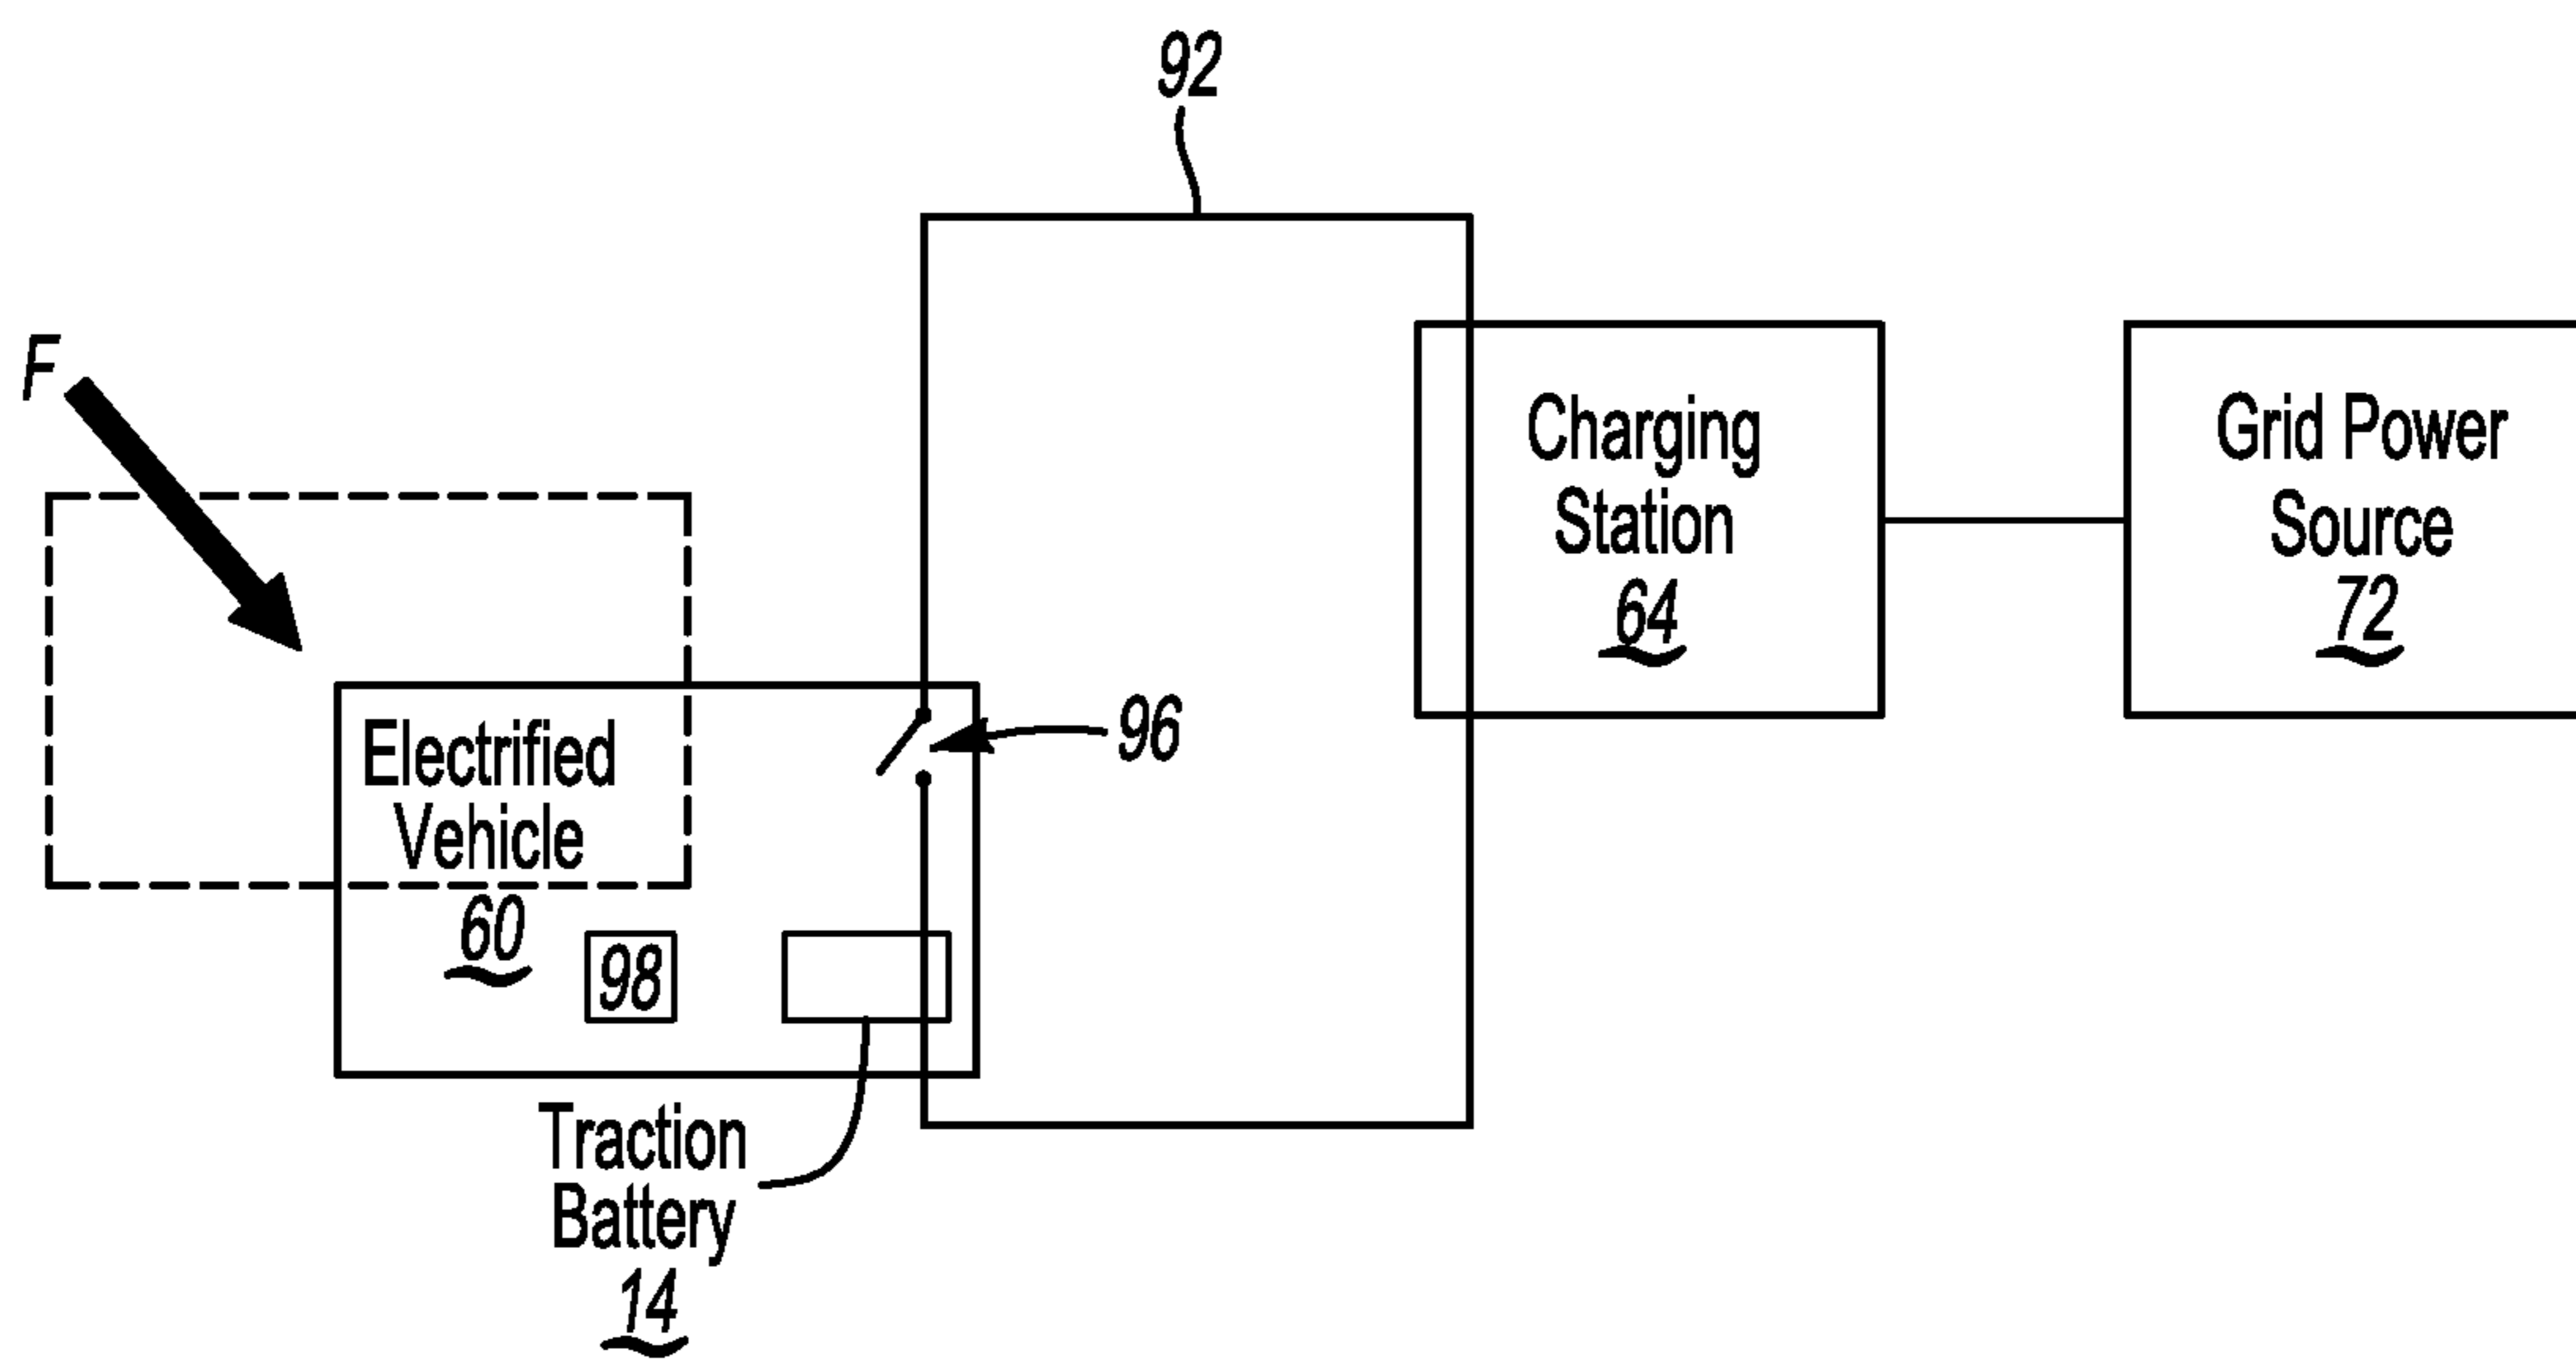 92
F
Charging
Station
64
Grid Power
Source
72
Electrified
Vehicle
60
96
98
Traction
Battery
14